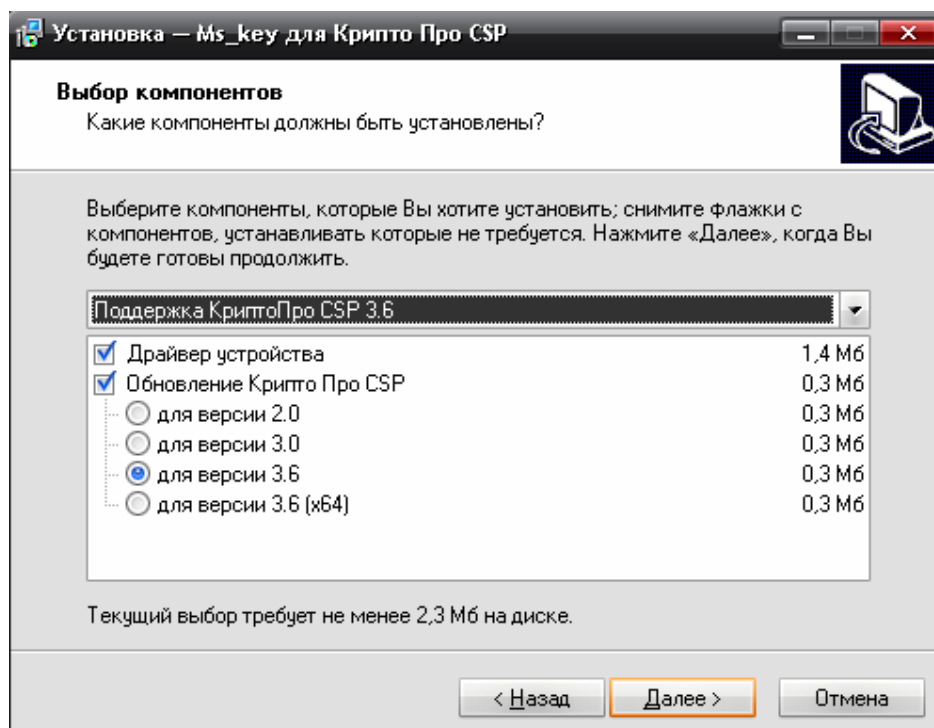 Установка — Ms_key для Крипто Про CSP
Выбор компонентов
Какие компоненты должны быть установлены?
Выберите компоненты, которые Вы хотите установить; снимите флажки с
компонентов, устанавливать которые не требуется. Нажмите «Далее», когда Вы
будете готовы продолжить.
Поддержка КриптоПро CSP 3.6
Драйвер устройства 1,4 Мб
Обновление Крипто Про CSP 0,3 Мб
для версии 2.0 0,3 Мб
для версии 3.0 0,3 Мб
для версии 3.6 0,3 Мб
для версии 3.6 (x64) 0,3 Мб
Текущий выбор требует не менее 2,3 Мб на диске.
< Назад Далее > Отмена